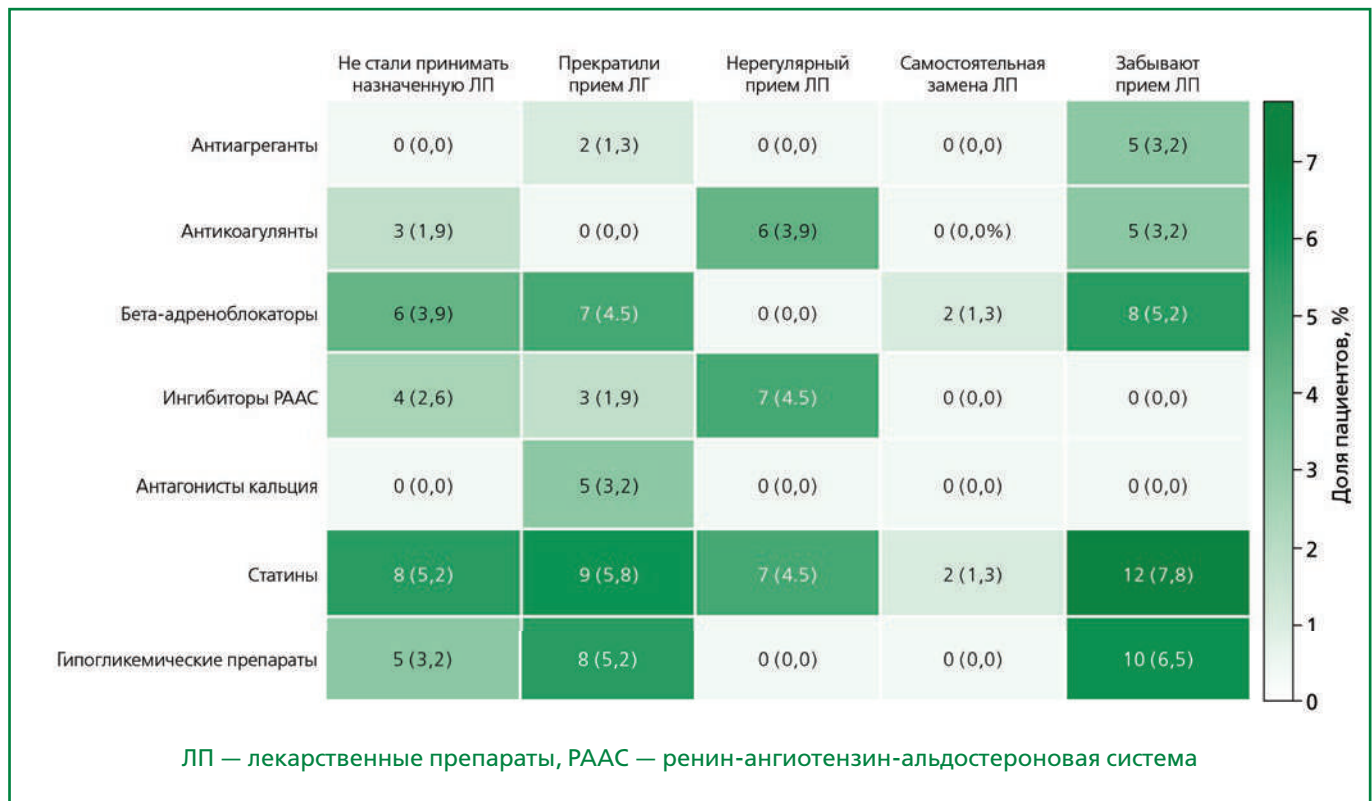 Не стали принимать
назначенную ЛП
Прекратили
прием ЛГ
Нерегулярный
прием ЛП
Самостоятельная
замена ЛП
Забывают
прием ЛП
Антиагреганты
0 (0,0)
2 (1,3)
0 (0,0)
0 (0,0)
5 (3,2)
Антикоагулянты
3 (1,9)
0 (0,0)
6 (3,9)
0 (0,0%)
5 (3,2)
Бета-адреноблокаторы
6 (3,9)
7 (4.5)
0 (0,0)
2 (1,3)
8 (5,2)
Ингибиторы РААС
4 (2,6)
3 (1,9)
7 (4.5)
0 (0,0)
0 (0,0)
Антагонисты кальция
0 (0,0)
5 (3,2)
0 (0,0)
0 (0,0)
0 (0,0)
Статины
8 (5,2)
9 (5,8)
7 (4.5)
2 (1,3)
12 (7,8)
Гипогликемические препараты
5 (3,2)
8 (5,2)
0 (0,0)
0 (0,0)
10 (6,5)
7
6
5
4
3
2
1
0
Доля пациентов, %
ЛП — лекарственные препараты, РААС — ренин-ангиотензин-альдостероновая система